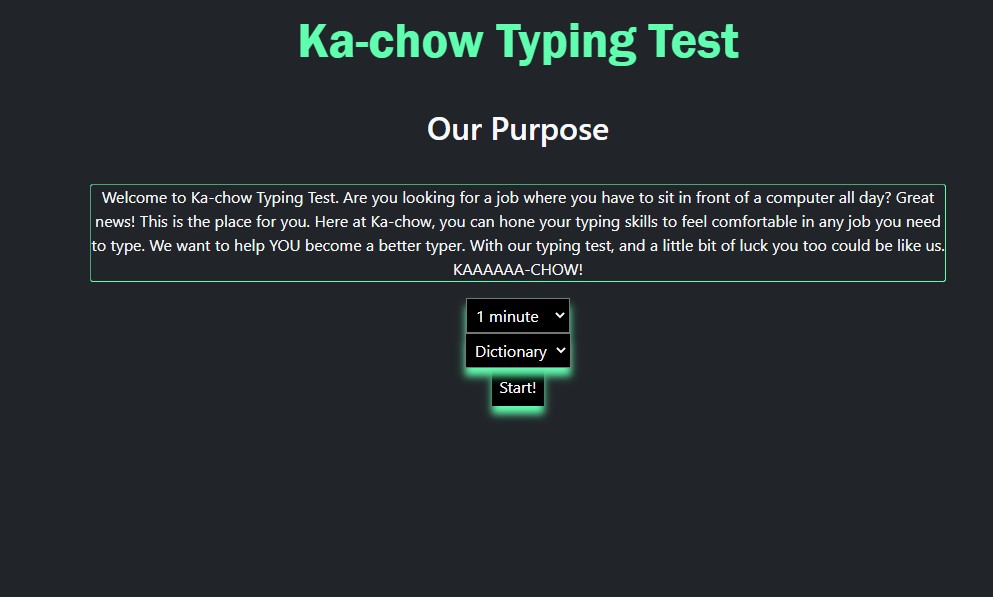 Ka-chow Typing Test
Our Purpose
Welcome to Ka-chow Typing Test. Are you looking for a job where you have to sit in front of a computer all day? Great
news! This is the place for you. Here at Ka-chow, you can hone your typing skills to feel comfortable in any job you need
to type. We want to help YOU become a better typer. With our typing test, and a little bit of luck you too could be like us.
KAAAAAA-CHOW!
1 minute
Dictionary
Start!